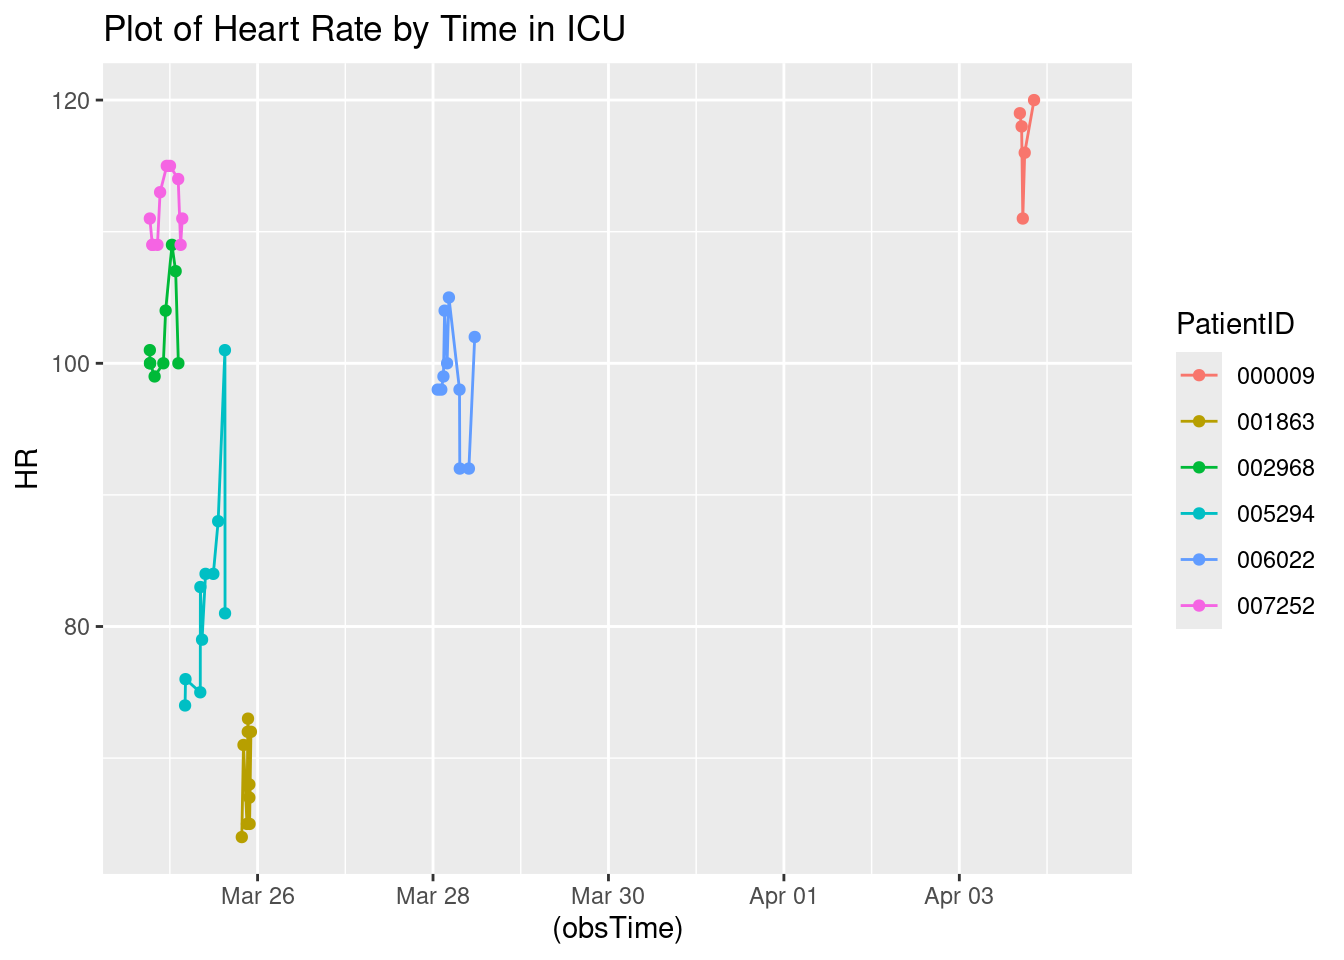 Plot of Heart Rate by Time in ICU
120
100
80
HR
Mar 26
Mar 28
Mar 30
Apr 01
Apr 03
(obsTime)
PatientID
000009
001863
002968
005294
006022
007252